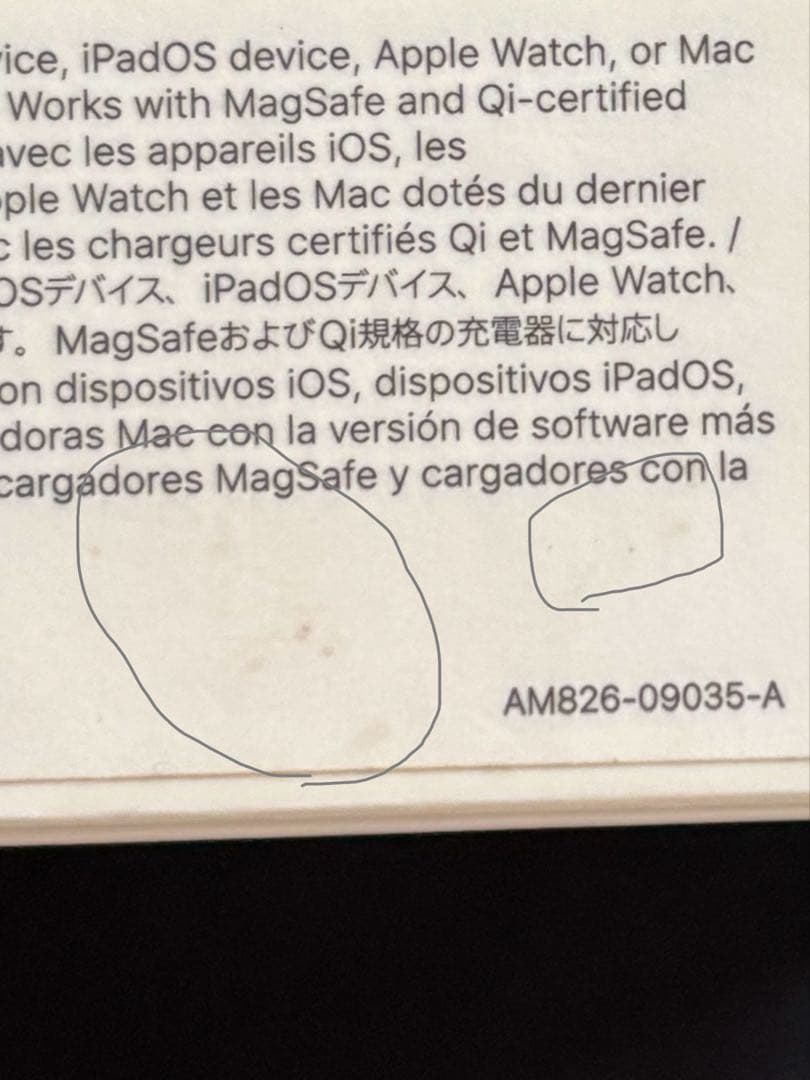 ice, iPadOS device, Apple Watch, or Mac
Works with MagSafe and Qi-certified
avec les appareils iOS, les
ple Watch et les Mac dotés du dernier
c les chargeurs certifiés Qi et MagSafe. /
OSデバイス、iPadOSデバイス、Apple Watch、
す。MagSafeおよびQi規格の充電器に対応し
on dispositivos iOS, dispositivos iPadOS,
doras Mac con la versión de software más
cargadores MagSafe y cargadores con la
AM826-09035-A